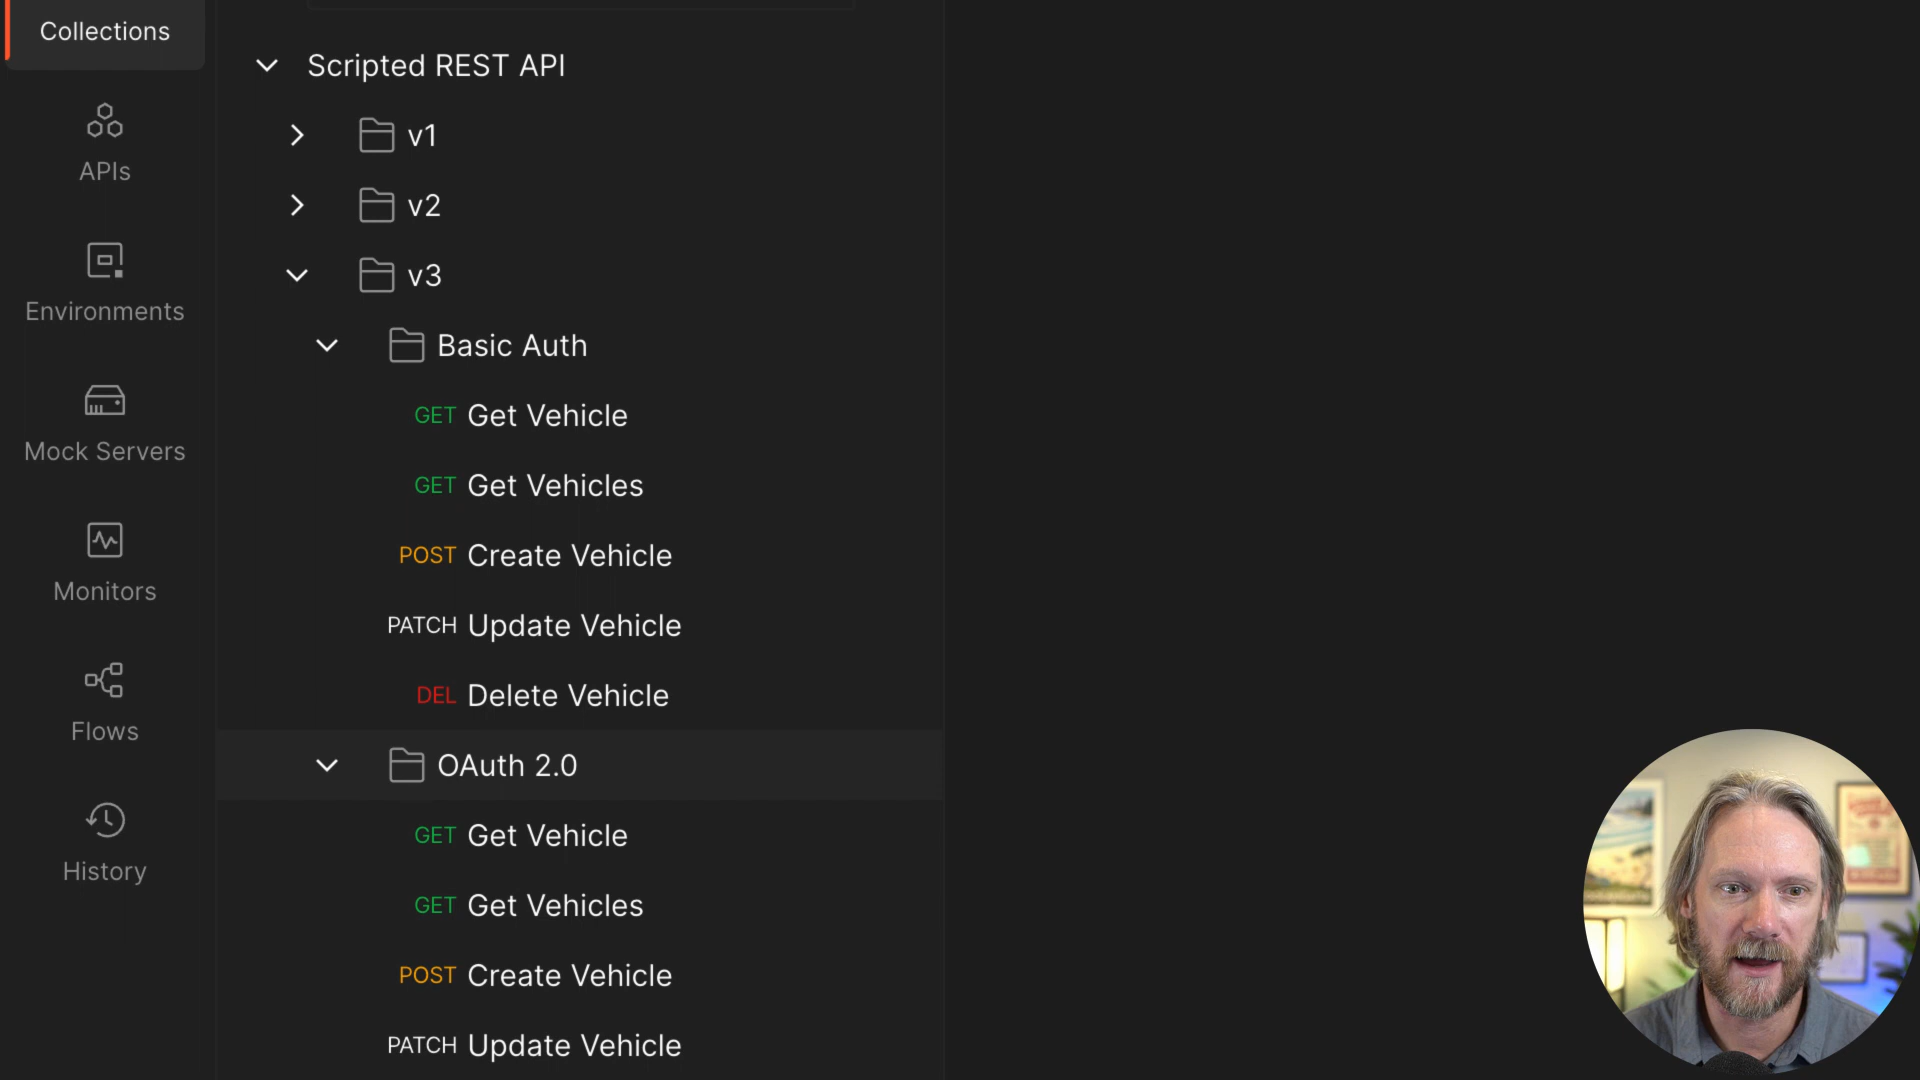 Collections
APIs
Environments
Mock Servers
Monitors
Flows
History
Scripted REST API
v1
v2
v3
Basic Auth
GET Get Vehicle
GET Get Vehicles
POST Create Vehicle
PATCH Update Vehicle
DEL Delete Vehicle
OAuth 2.0
GET Get Vehicle
GET Get Vehicles
POST Create Vehicle
PATCH Update Vehicle